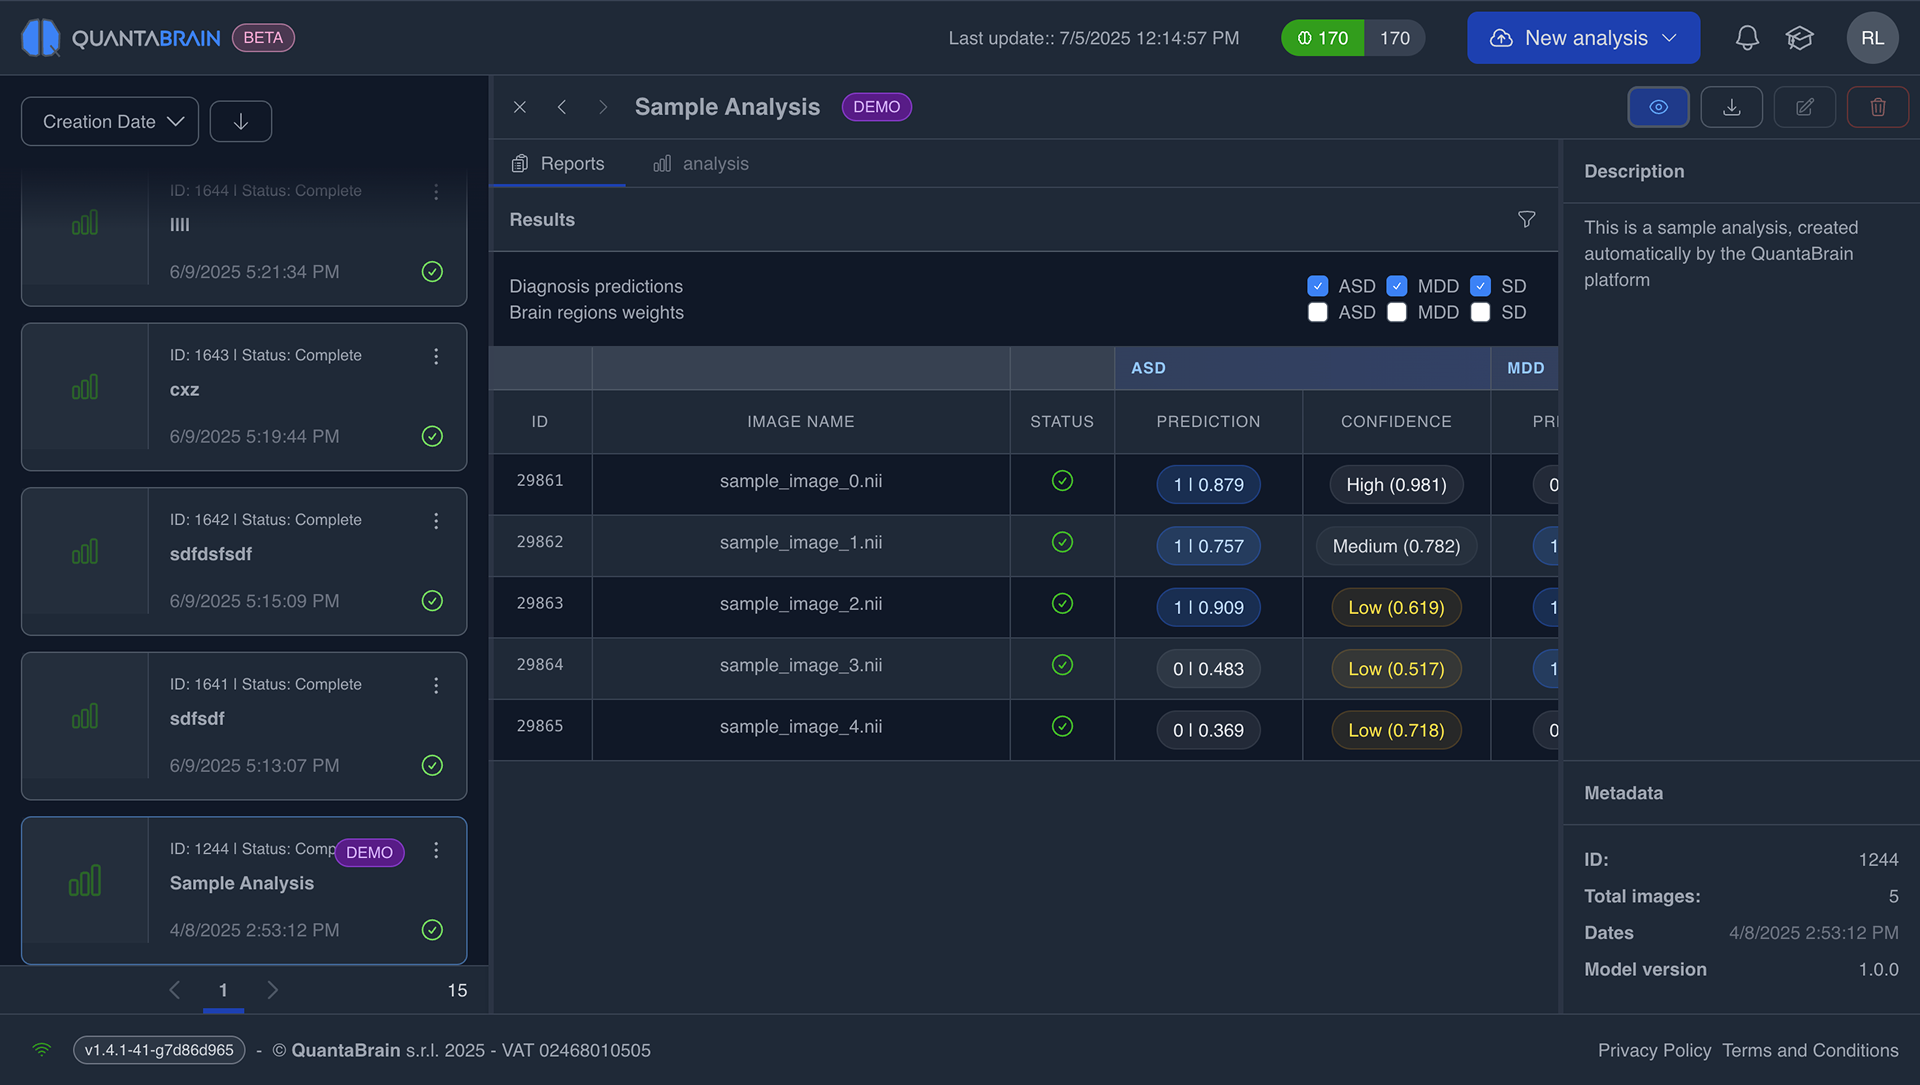 QUANTABRAIN BETA
Last update:: 7/5/2025 12:14:57 PM
170 170
New analysis
RL
Creation Date
ID: 1644 | Status: Complete
llll
6/9/2025 5:21:34 PM
ID: 1643 | Status: Complete
cxz
6/9/2025 5:19:44 PM
ID: 1642 | Status: Complete
sdfdsfsdf
6/9/2025 5:15:09 PM
ID: 1641 | Status: Complete
sdfsdf
6/9/2025 5:13:07 PM
ID: 1244 | Status: Comp DEMO
Sample Analysis
4/8/2025 2:53:12 PM
1 15
Sample Analysis DEMO
Reports analysis
Results
Diagnosis predictions ASD MDD SD
Brain regions weights ASD MDD SD
ASD MDD
ID IMAGE NAME STATUS PREDICTION CONFIDENCE PRI
29861 sample_image_0.nii 1 | 0.879 High (0.981) 0
29862 sample_image_1.nii 1 | 0.757 Medium (0.782) 1
29863 sample_image_2.nii 1 | 0.909 Low (0.619) 1
29864 sample_image_3.nii 0 | 0.483 Low (0.517) 1
29865 sample_image_4.nii 0 | 0.369 Low (0.718) 0
Description
This is a sample analysis, created
automatically by the QuantaBrain
platform
Metadata
ID: 1244
Total images: 5
Dates 4/8/2025 2:53:12 PM
Model version 1.0.0
v1.4.1-41-g7d86d965 - © QuantaBrain s.r.l. 2025 - VAT 02468010505
Privacy Policy Terms and Conditions